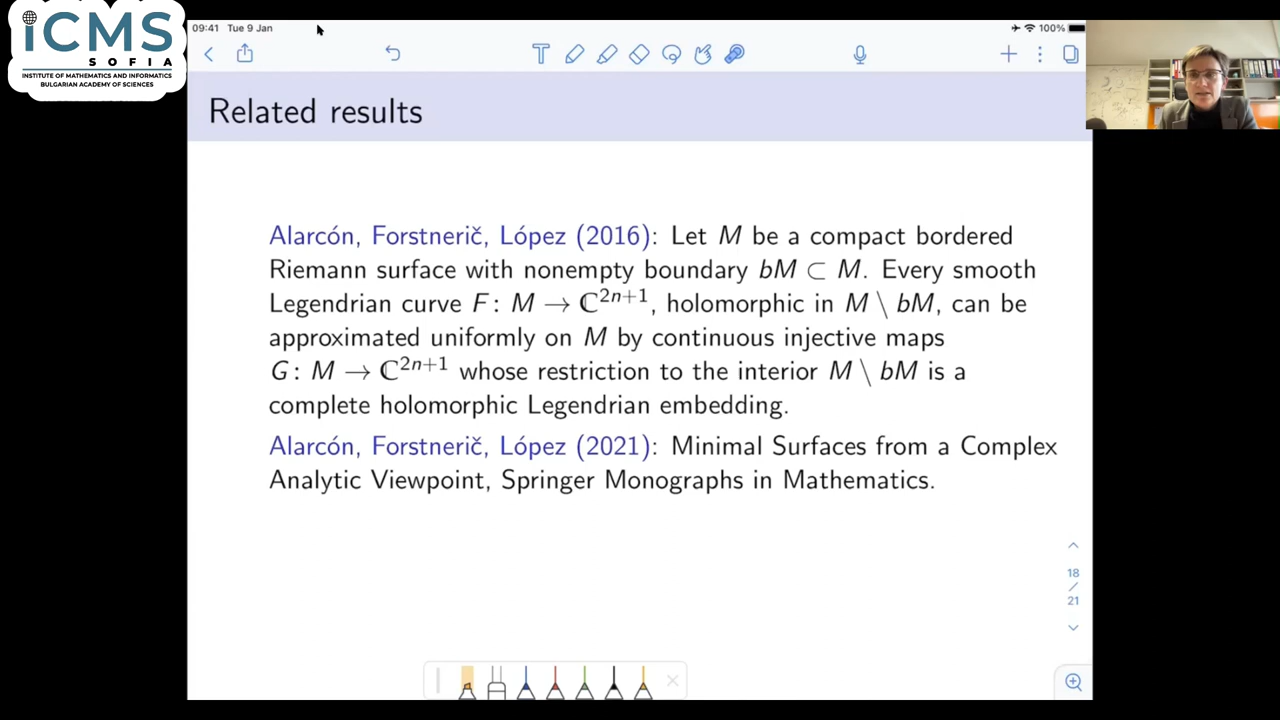 iCMS
SOFIA
INSTITUTE OF MATHEMATICS AND INFORMATICS
BULGARIAN ACADEMY OF SCIENCES
09:41 Tue 9 Jan
100%
Related results
Alarcón, Forstnerič, López (2016): Let M be a compact bordered
Riemann surface with nonempty boundary bM ⊂ M. Every smooth
Legendrian curve F: M → ℂ²ⁿ⁺¹, holomorphic in M \ bM, can be
approximated uniformly on M by continuous injective maps
G: M → ℂ²ⁿ⁺¹ whose restriction to the interior M \ bM is a
complete holomorphic Legendrian embedding.
Alarcón, Forstnerič, López (2021): Minimal Surfaces from a Complex
Analytic Viewpoint, Springer Monographs in Mathematics.
18
/
21